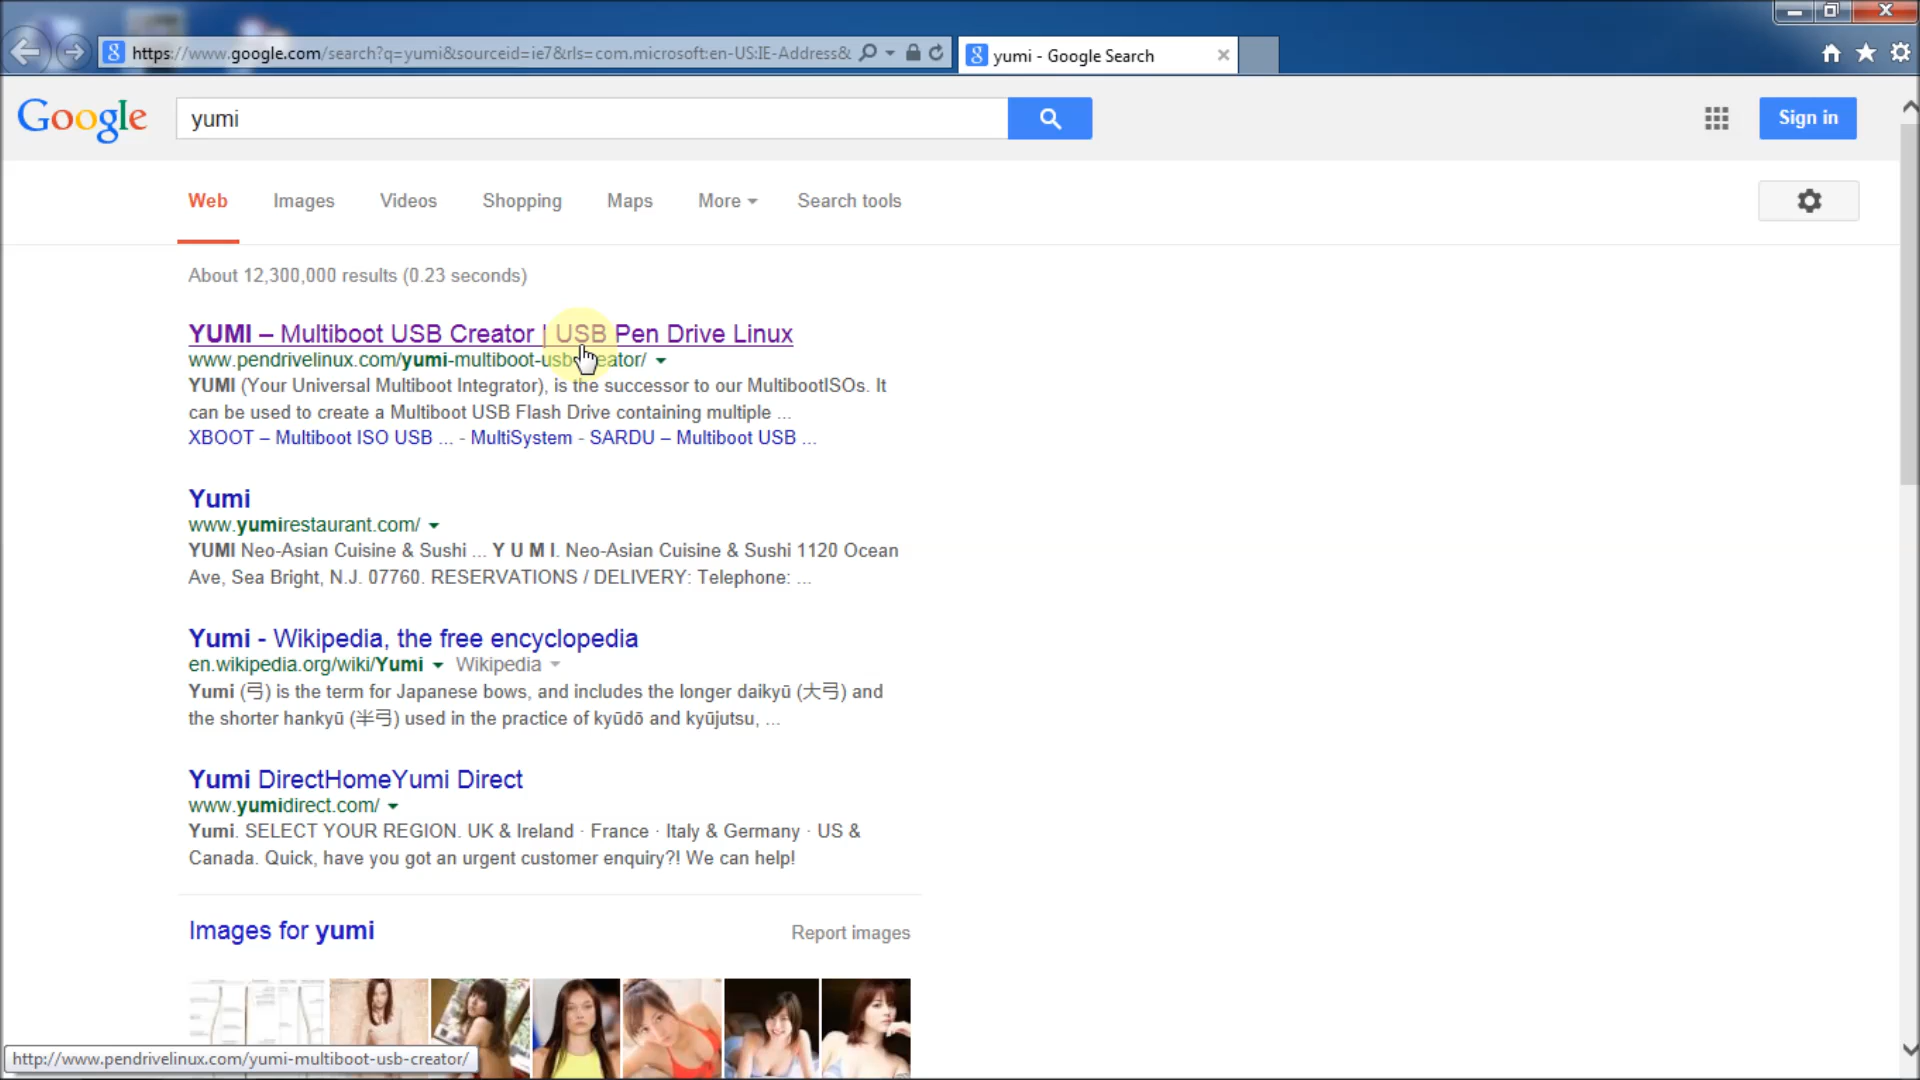 https://www.google.com/search?q=yumi&sourceid=ie7&rls=com.microsoft:en-US:IE-Address&
yumi - Google Search
Google
yumi
Sign in
Web Images Videos Shopping Maps More Search tools
About 12,300,000 results (0.23 seconds)
YUMI – Multiboot USB Creator | USB Pen Drive Linux
www.pendrivelinux.com/yumi-multiboot-usb-creator/
YUMI (Your Universal Multiboot Integrator), is the successor to our MultibootISOs. It
can be used to create a Multiboot USB Flash Drive containing multiple ...
XBOOT – Multiboot ISO USB ... - MultiSystem - SARDU – Multiboot USB ...
Yumi
www.yumirestaurant.com/
YUMI Neo-Asian Cuisine & Sushi ... Y U M I. Neo-Asian Cuisine & Sushi 1120 Ocean
Ave, Sea Bright, N.J. 07760. RESERVATIONS / DELIVERY: Telephone: ...
Yumi - Wikipedia, the free encyclopedia
en.wikipedia.org/wiki/Yumi Wikipedia
Yumi (弓) is the term for Japanese bows, and includes the longer daikyū (大弓) and
the shorter hankyū (半弓) used in the practice of kyūdō and kyūjutsu, ...
Yumi DirectHomeYumi Direct
www.yumidirect.com/
Yumi. SELECT YOUR REGION. UK & Ireland · France · Italy & Germany · US &
Canada. Quick, have you got an urgent customer enquiry?! We can help!
Images for yumi
Report images
http://www.pendrivelinux.com/yumi-multiboot-usb-creator/